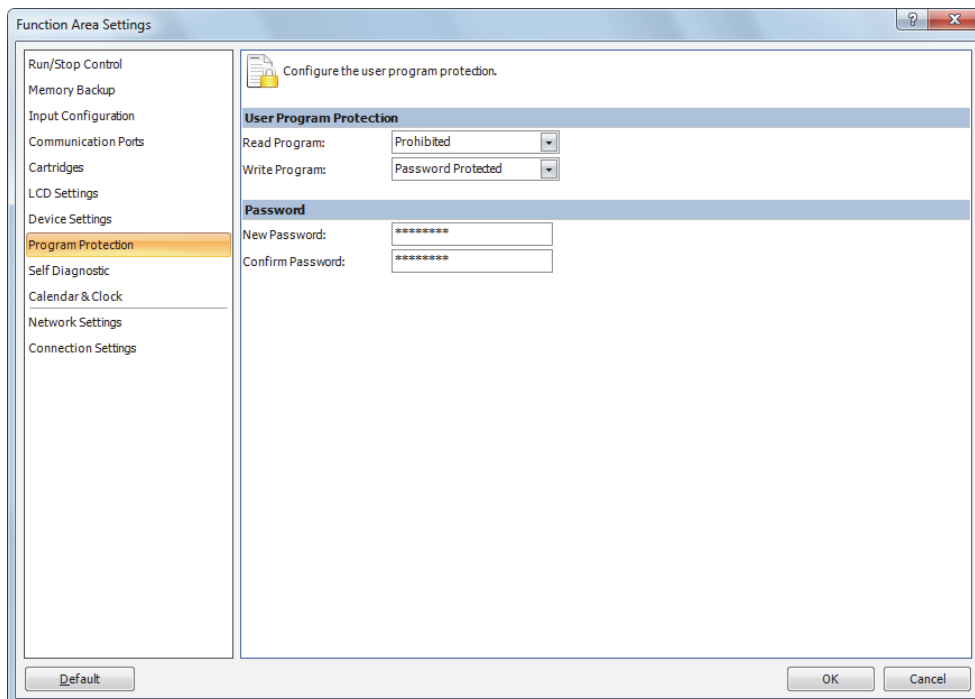 Function Area Settings
?
Run/Stop Control
Memory Backup
Input Configuration
Communication Ports
Cartridges
LCD Settings
Device Settings
Program Protection
Self Diagnostic
Calendar & Clock
Network Settings
Connection Settings
Configure the user program protection.
User Program Protection
Read Program: Prohibited
Write Program: Password Protected
Password
New Password: ********
Confirm Password: ********
Default OK Cancel